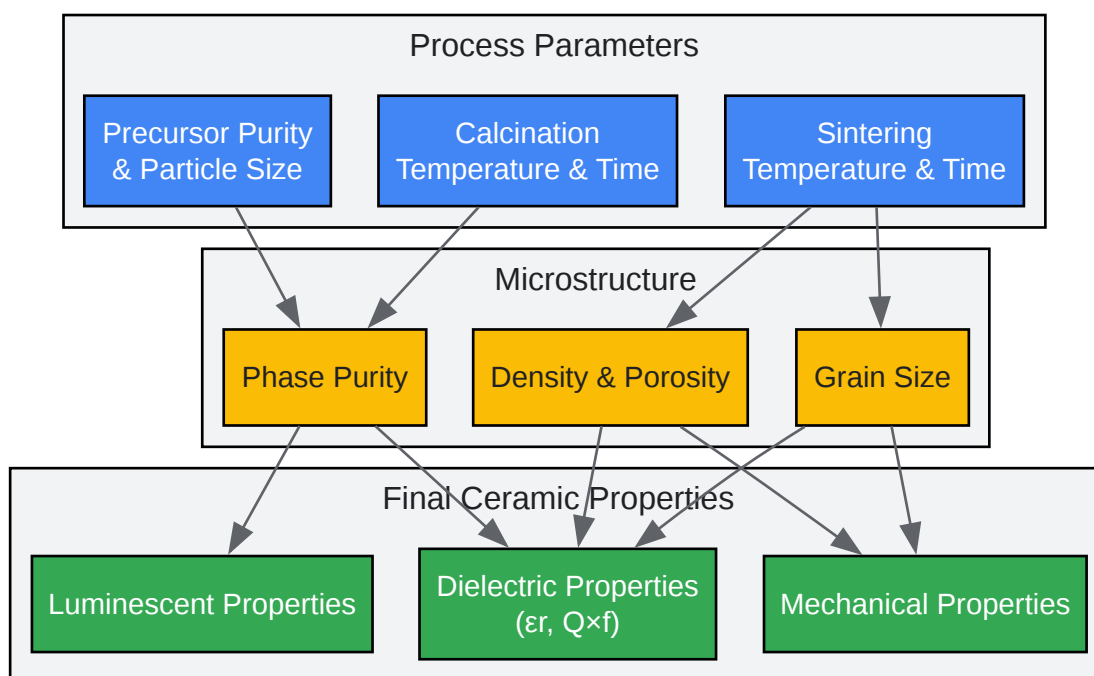 Process Parameters
Precursor Purity
& Particle Size
Calcination
Temperature & Time
Sintering
Temperature & Time
Microstructure
Phase Purity
Density & Porosity
Grain Size
Final Ceramic Properties
Luminescent Properties
Dielectric Properties
(εr, Q×f)
Mechanical Properties